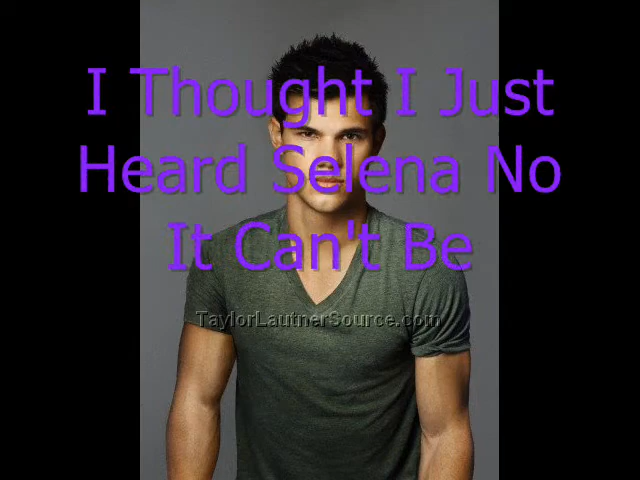 I Thought I Just
Heard Selena No
It Can't Be
TaylorLautnerSource.com